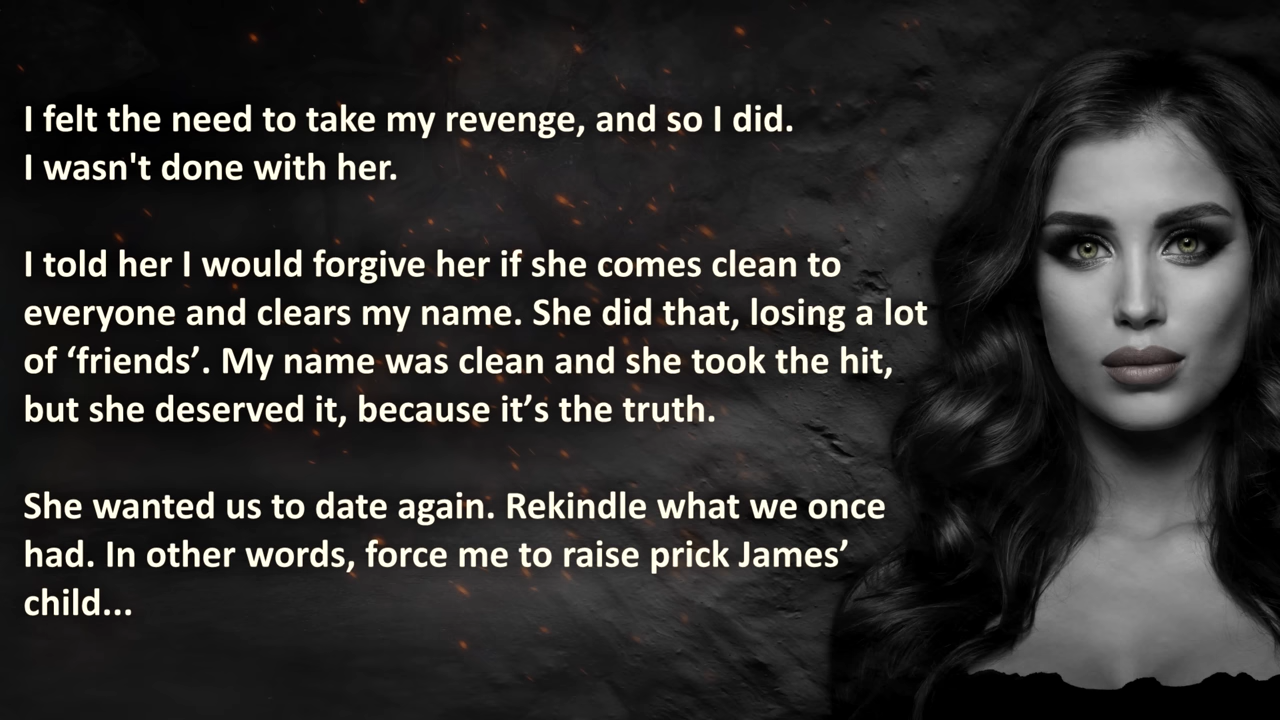 I felt the need to take my revenge, and so I did.
I wasn't done with her.
I told her I would forgive her if she comes clean to
everyone and clears my name. She did that, losing a lot
of ‘friends’. My name was clean and she took the hit,
but she deserved it, because it’s the truth.
She wanted us to date again. Rekindle what we once
had. In other words, force me to raise prick James’
child...